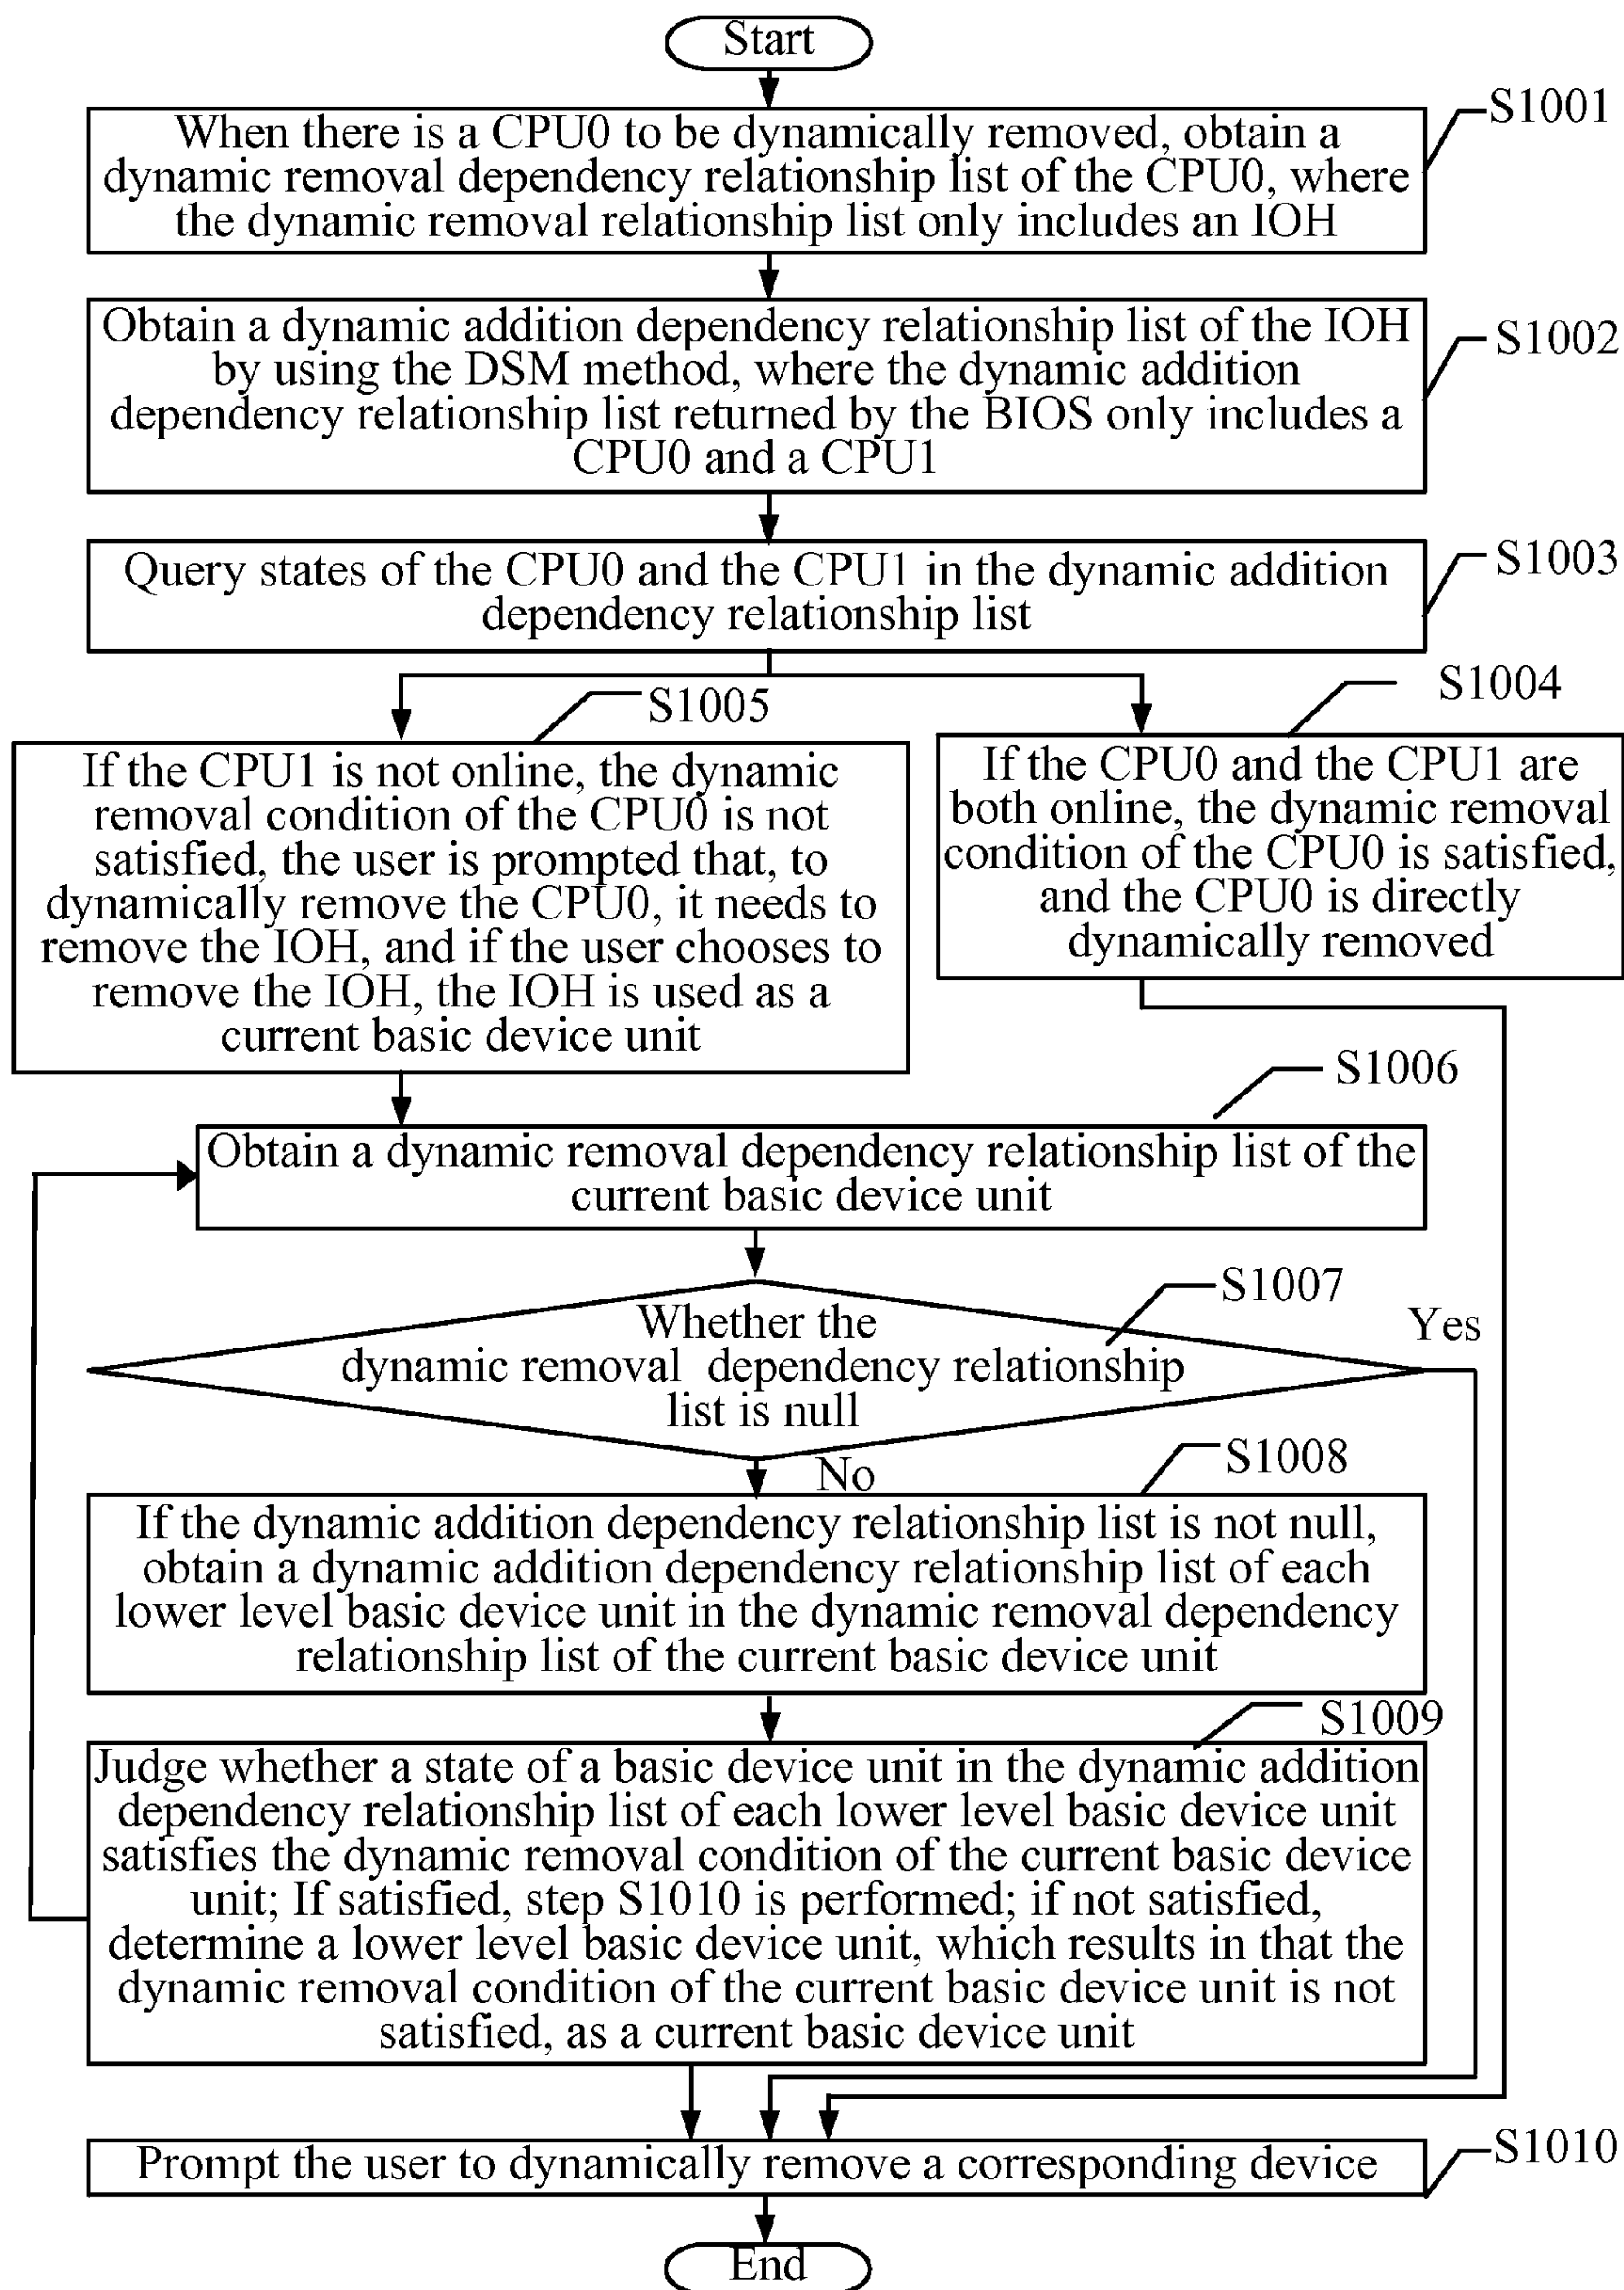 Start
S1001
When there is a CPU0 to be dynamically removed, obtain a
dynamic removal dependency relationship list of the CPU0, where
the dynamic removal relationship list only includes an IOH
S1002
Obtain a dynamic addition dependency relationship list of the IOH
by using the DSM method, where the dynamic addition
dependency relationship list returned by the BIOS only includes a
CPU0 and a CPU1
S1003
Query states of the CPU0 and the CPU1 in the dynamic addition
dependency relationship list
S1005
If the CPU1 is not online, the dynamic
removal condition of the CPU0 is not
satisfied, the user is prompted that, to
dynamically remove the CPU0, it needs to
remove the IOH, and if the user chooses to
remove the IOH, the IOH is used as a
current basic device unit
S1004
If the CPU0 and the CPU1 are
both online, the dynamic removal
condition of the CPU0 is satisfied,
and the CPU0 is directly
dynamically removed
S1006
Obtain a dynamic removal dependency relationship list of the
current basic device unit
S1007
Whether the
dynamic removal dependency relationship
list is null
Yes
No
S1008
If the dynamic addition dependency relationship list is not null,
obtain a dynamic addition dependency relationship list of each
lower level basic device unit in the dynamic removal dependency
relationship list of the current basic device unit
S1009
Judge whether a state of a basic device unit in the dynamic addition
dependency relationship list of each lower level basic device unit
satisfies the dynamic removal condition of the current basic device
unit; If satisfied, step S1010 is performed; if not satisfied,
determine a lower level basic device unit, which results in that the
dynamic removal condition of the current basic device unit is not
satisfied, as a current basic device unit
S1010
Prompt the user to dynamically remove a corresponding device
End